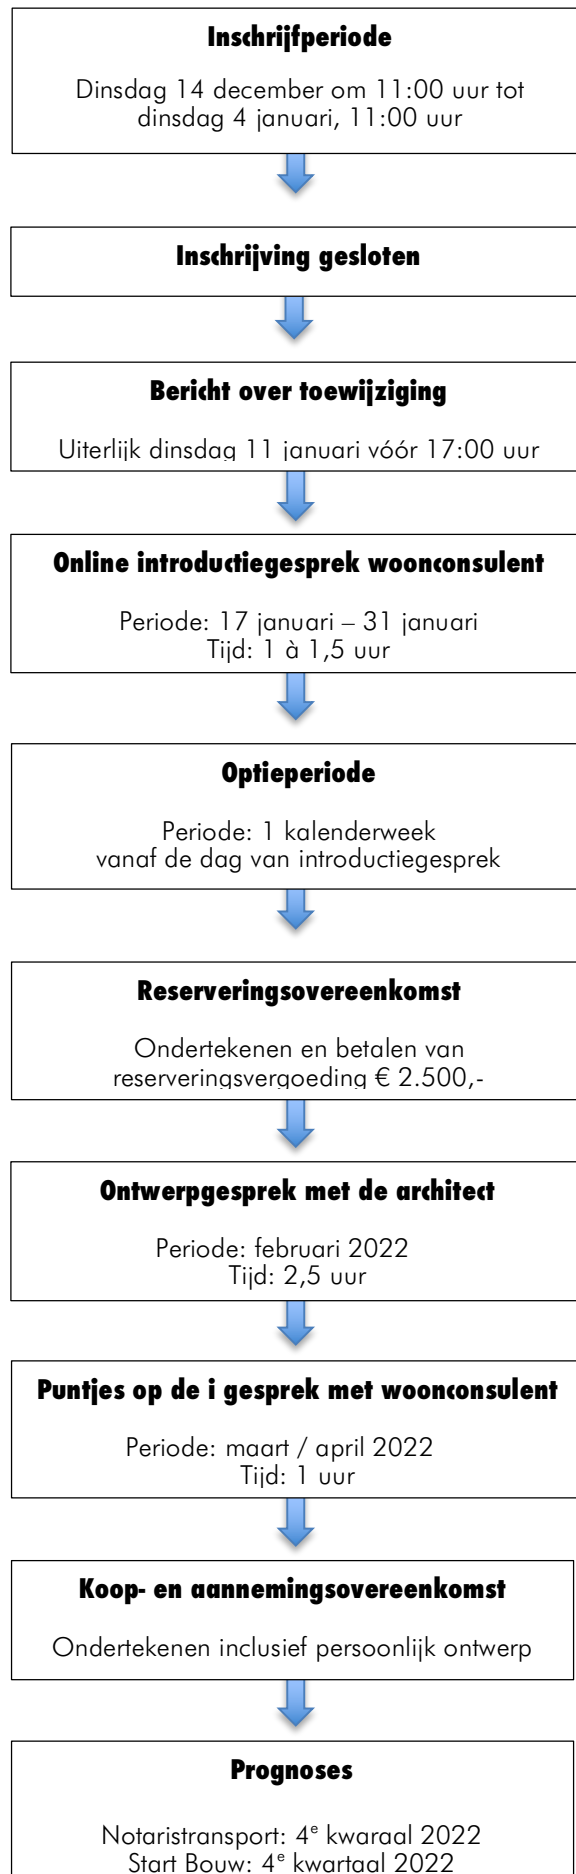 Inschrijfperiode
Dinsdag 14 december om 11:00 uur tot
dinsdag 4 januari, 11:00 uur
Inschrijving gesloten
Bericht over toewijziging
Uiterlijk dinsdag 11 januari vóór 17:00 uur
Online introductiegesprek woonconsulent
Periode: 17 januari – 31 januari
Tijd: 1 à 1,5 uur
Optieperiode
Periode: 1 kalenderweek
vanaf de dag van introductiegesprek
Reserveringsovereenkomst
Ondertekenen en betalen van
reserveringsvergoeding € 2.500,-
Ontwerpgesprek met de architect
Periode: februari 2022
Tijd: 2,5 uur
Puntjes op de i gesprek met woonconsulent
Periode: maart / april 2022
Tijd: 1 uur
Koop- en aannemingsovereenkomst
Ondertekenen inclusief persoonlijk ontwerp
Prognoses
Notaristransport: 4e kwaraal 2022
Start Bouw: 4e kwartaal 2022